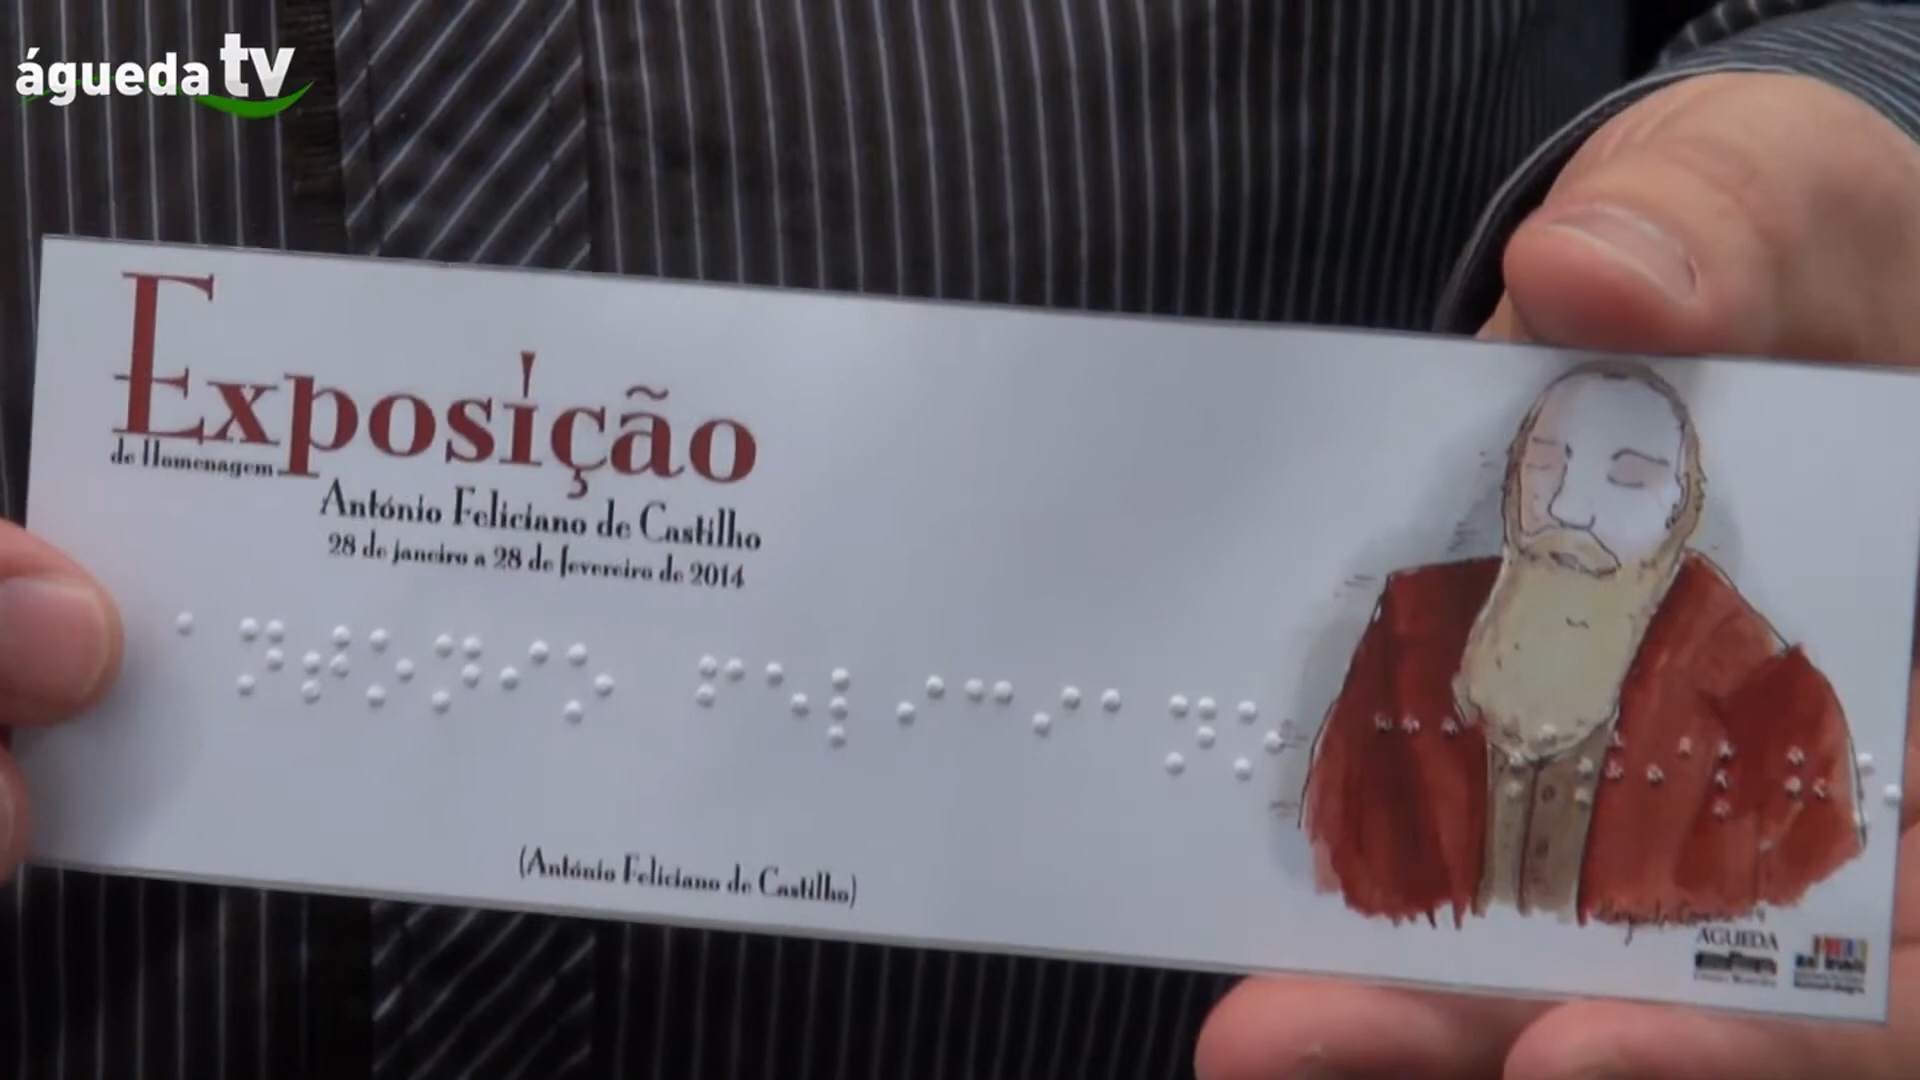 águeda tv
Exposição
de Homenagem
António Feliciano de Castilho
28 de janeiro a 28 de fevereiro de 2014
⠁⠝⠞⠕⠝⠊⠕ ⠋⠑⠇⠊⠉⠊⠁⠝⠕ ⠉⠁⠎⠞⠊⠇⠓⠕
(António Feliciano de Castilho)
AGUEDA